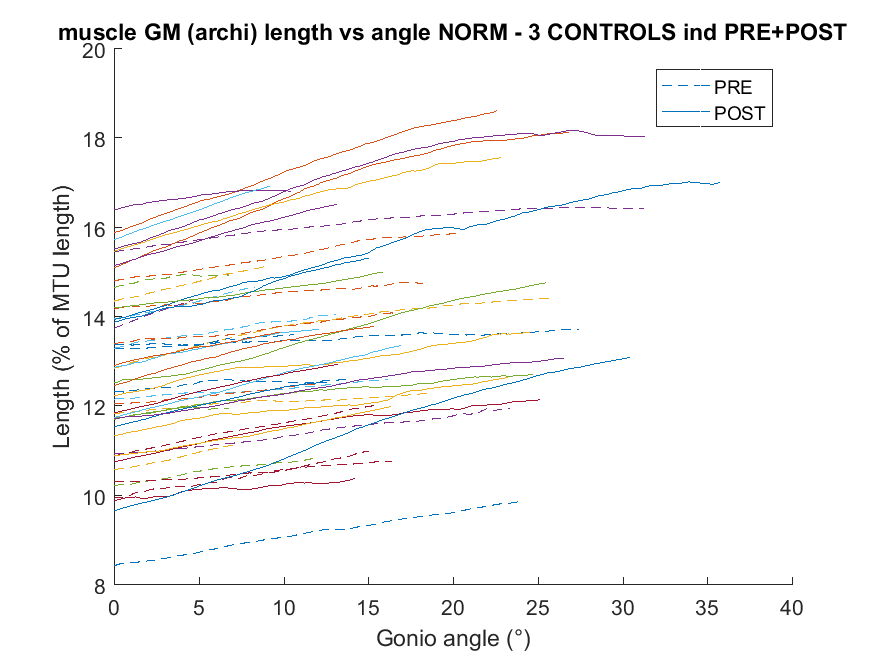 muscle GM (archi) length vs angle NORM - 3 CONTROLS ind PRE+POST
PRE
POST
Length (% of MTU length)
20
18
16
14
12
10
8
0 5 10 15 20 25 30 35 40
Gonio angle (°)